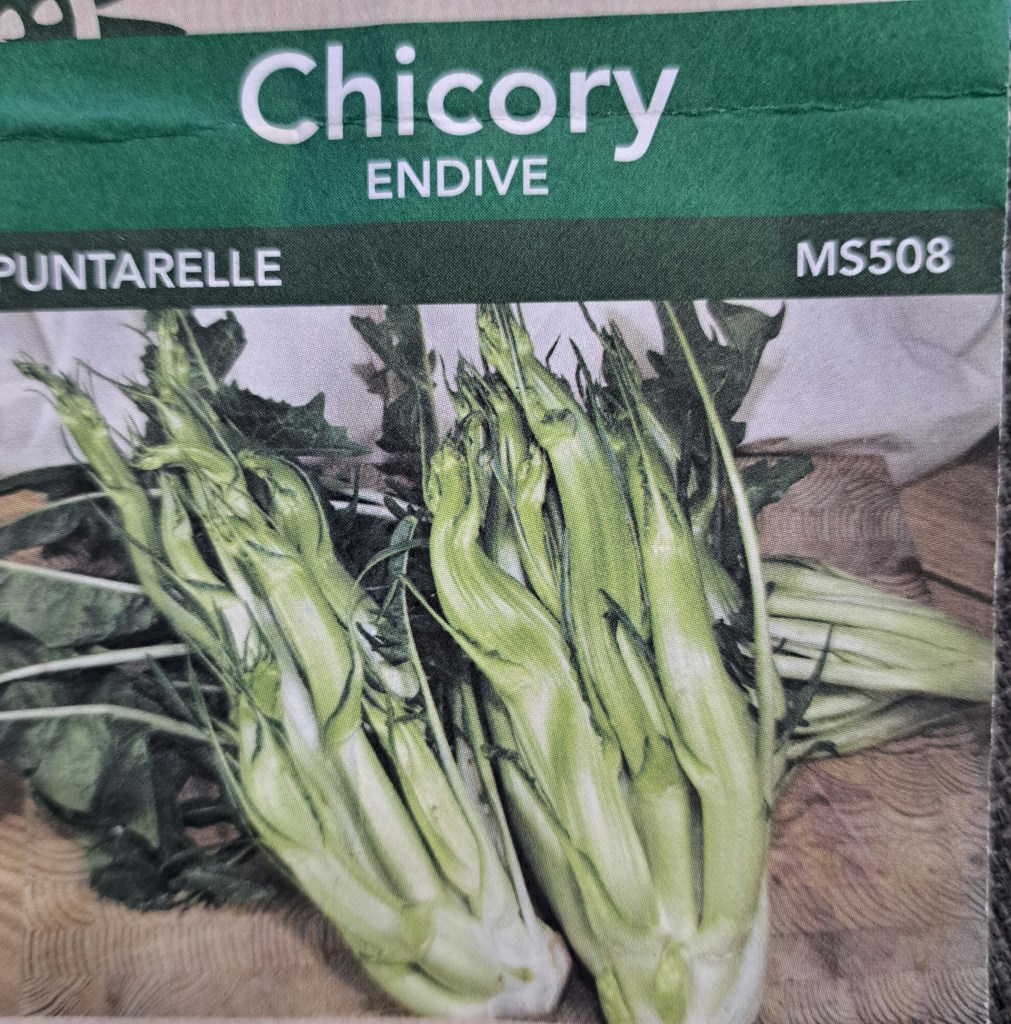 Chicory
ENDIVE
PUNTARELLE
MS508